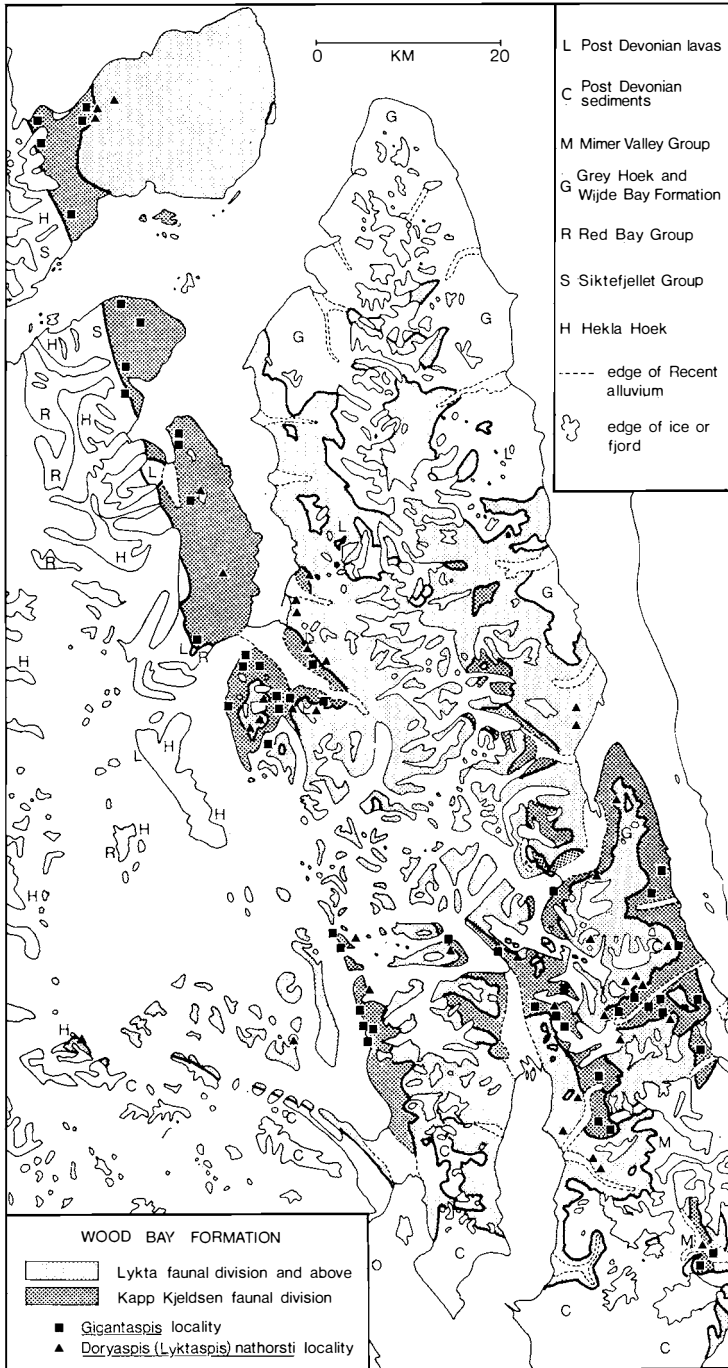 0 20
KM
L Post Devonian lavas
C Post Devonian
sediments
M Mimer Valley Group
G Grey Hoek and
Wijde Bay Formation
R Red Bay Group
S Siktefjellet Group
H Hekla Hoek
edge of Recent
alluvium
edge of ice or
fjord
G
H
S
S
H
G
G
R
H
L
L
R
L
H
R
G
L
R
H
H
L
H
H
R
G
H
C
H
C
C
M
C
C
M
C
C
C
WOOD BAY FORMATION
Lykta faunal division and above
Kapp Kjeldsen faunal division
Gigantaspis locality
Doryaspis (Lyktaspis) nathorsti locality